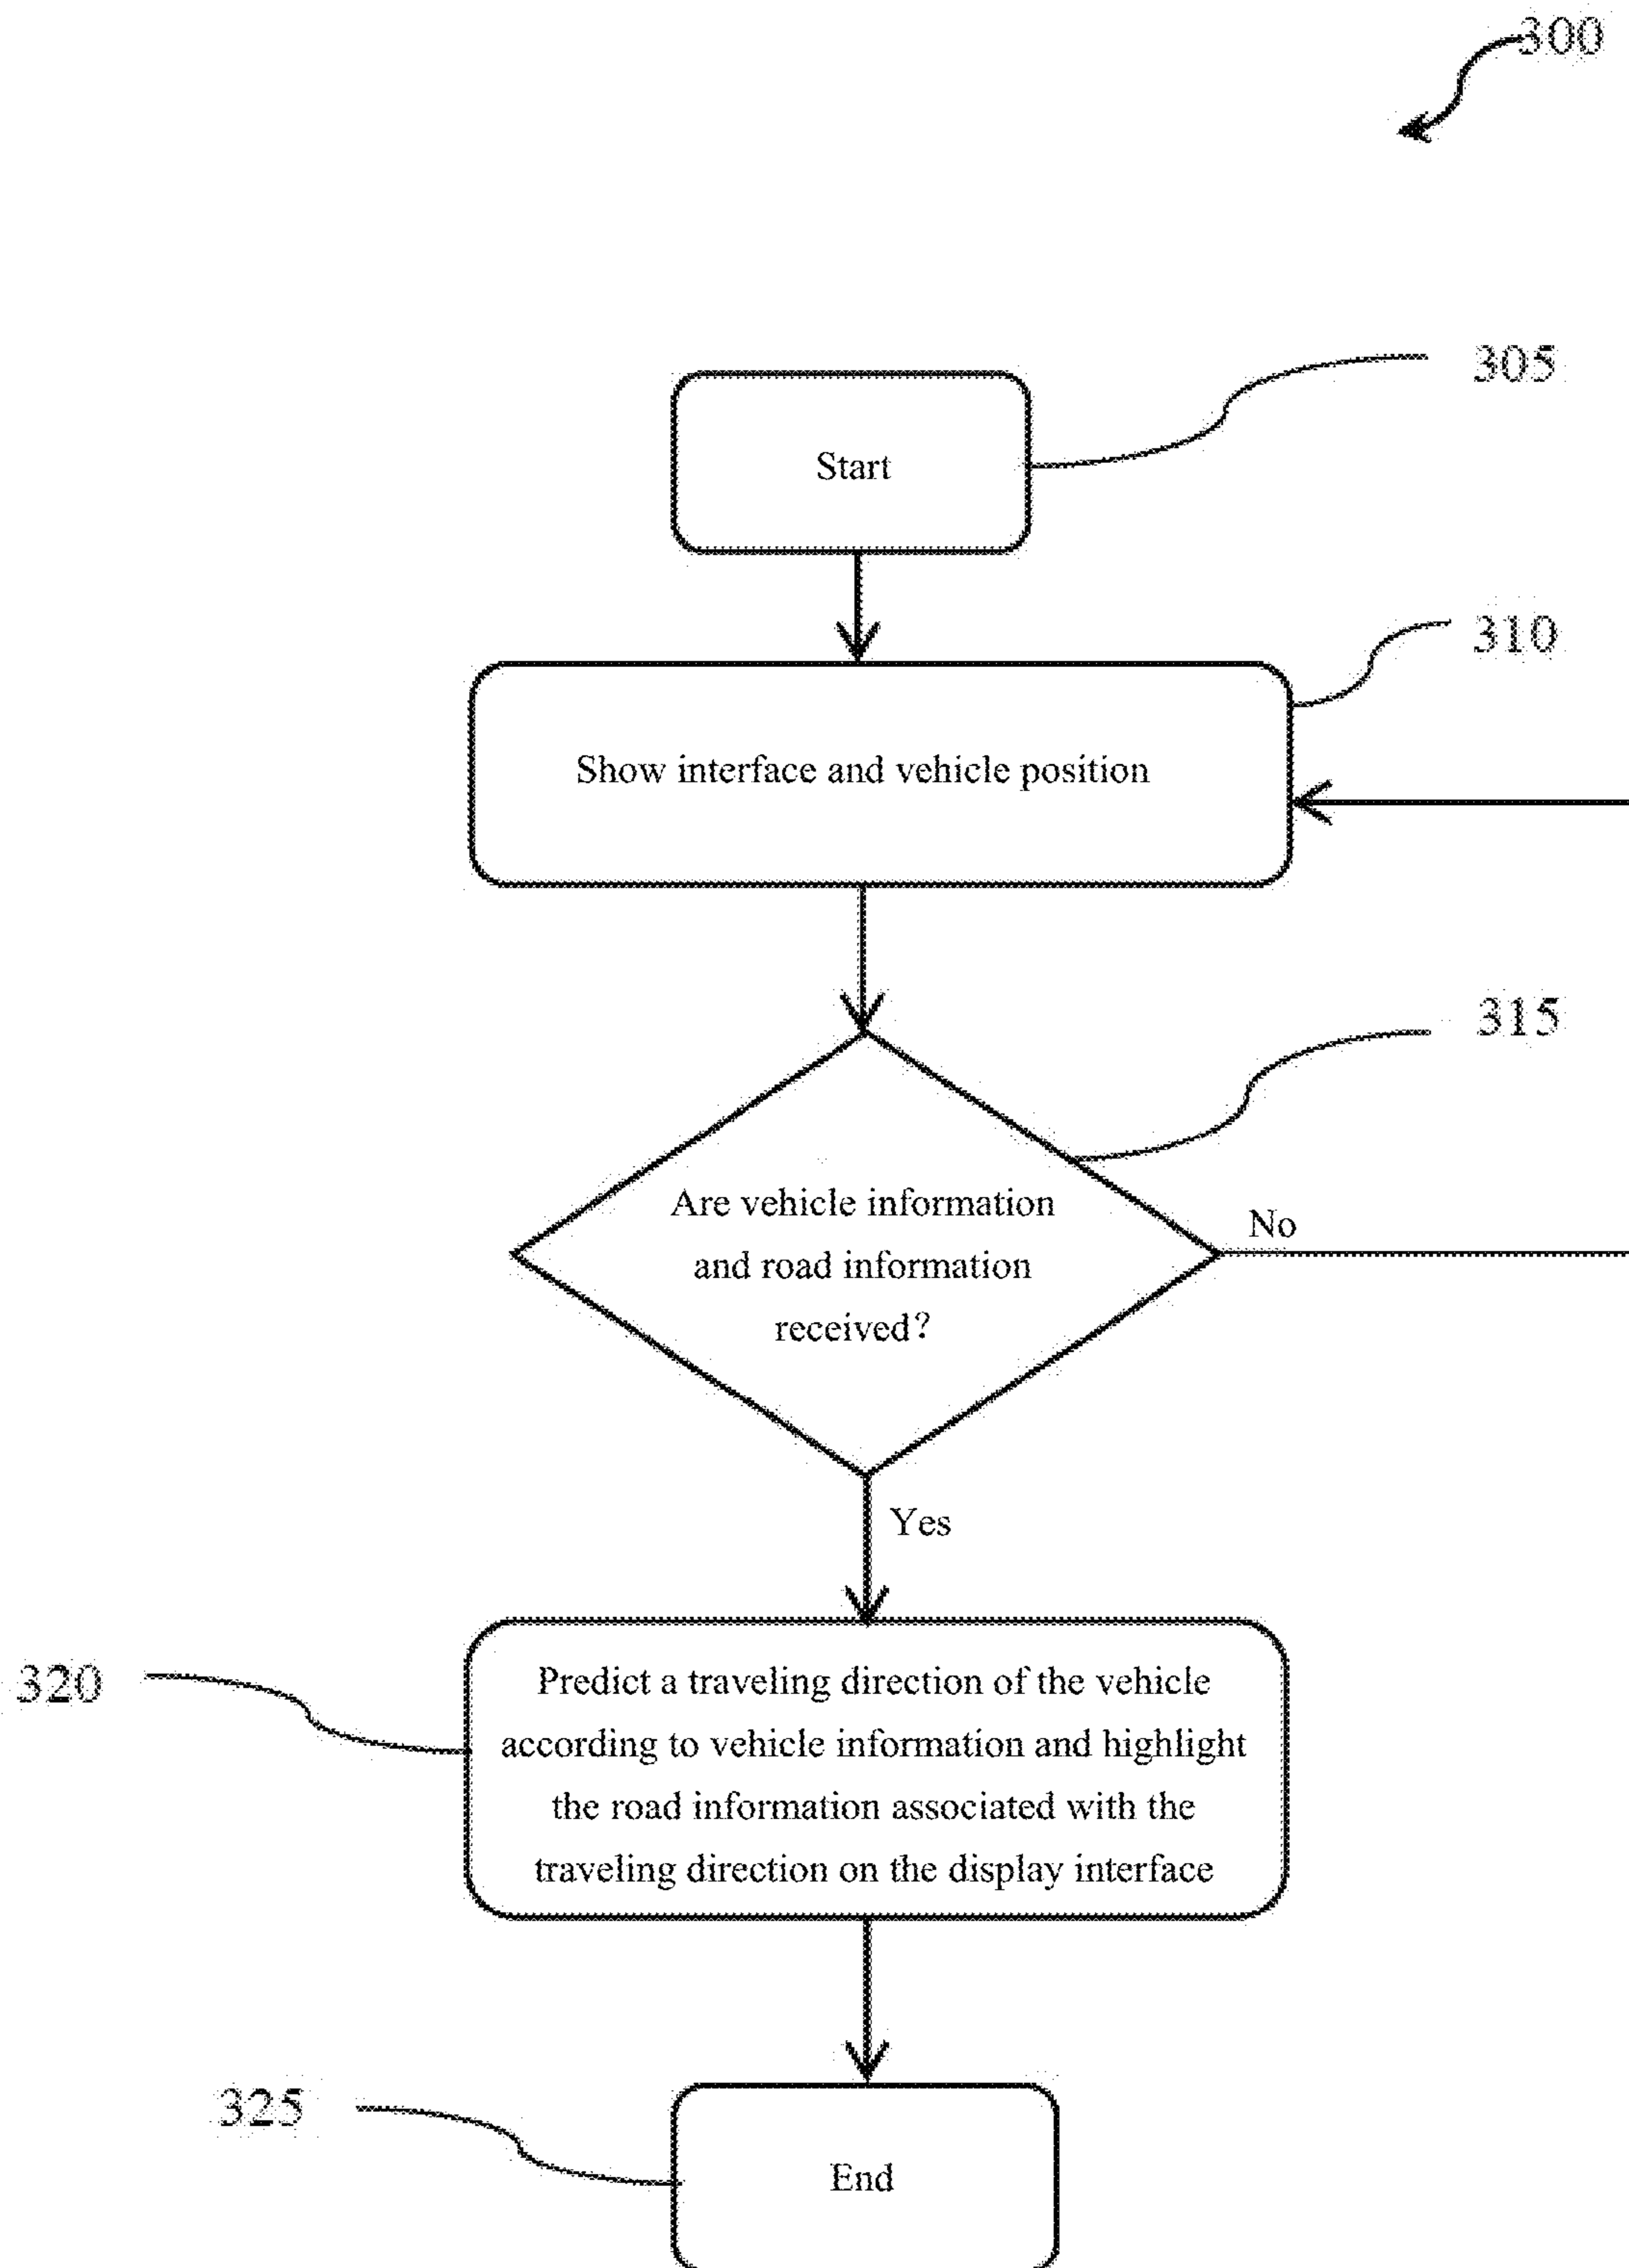 300
305
Start
310
Show interface and vehicle position
315
Are vehicle information
and road information
received?
No
Yes
320
Predict a traveling direction of the vehicle
according to vehicle information and highlight
the road information associated with the
traveling direction on the display interface
325
End